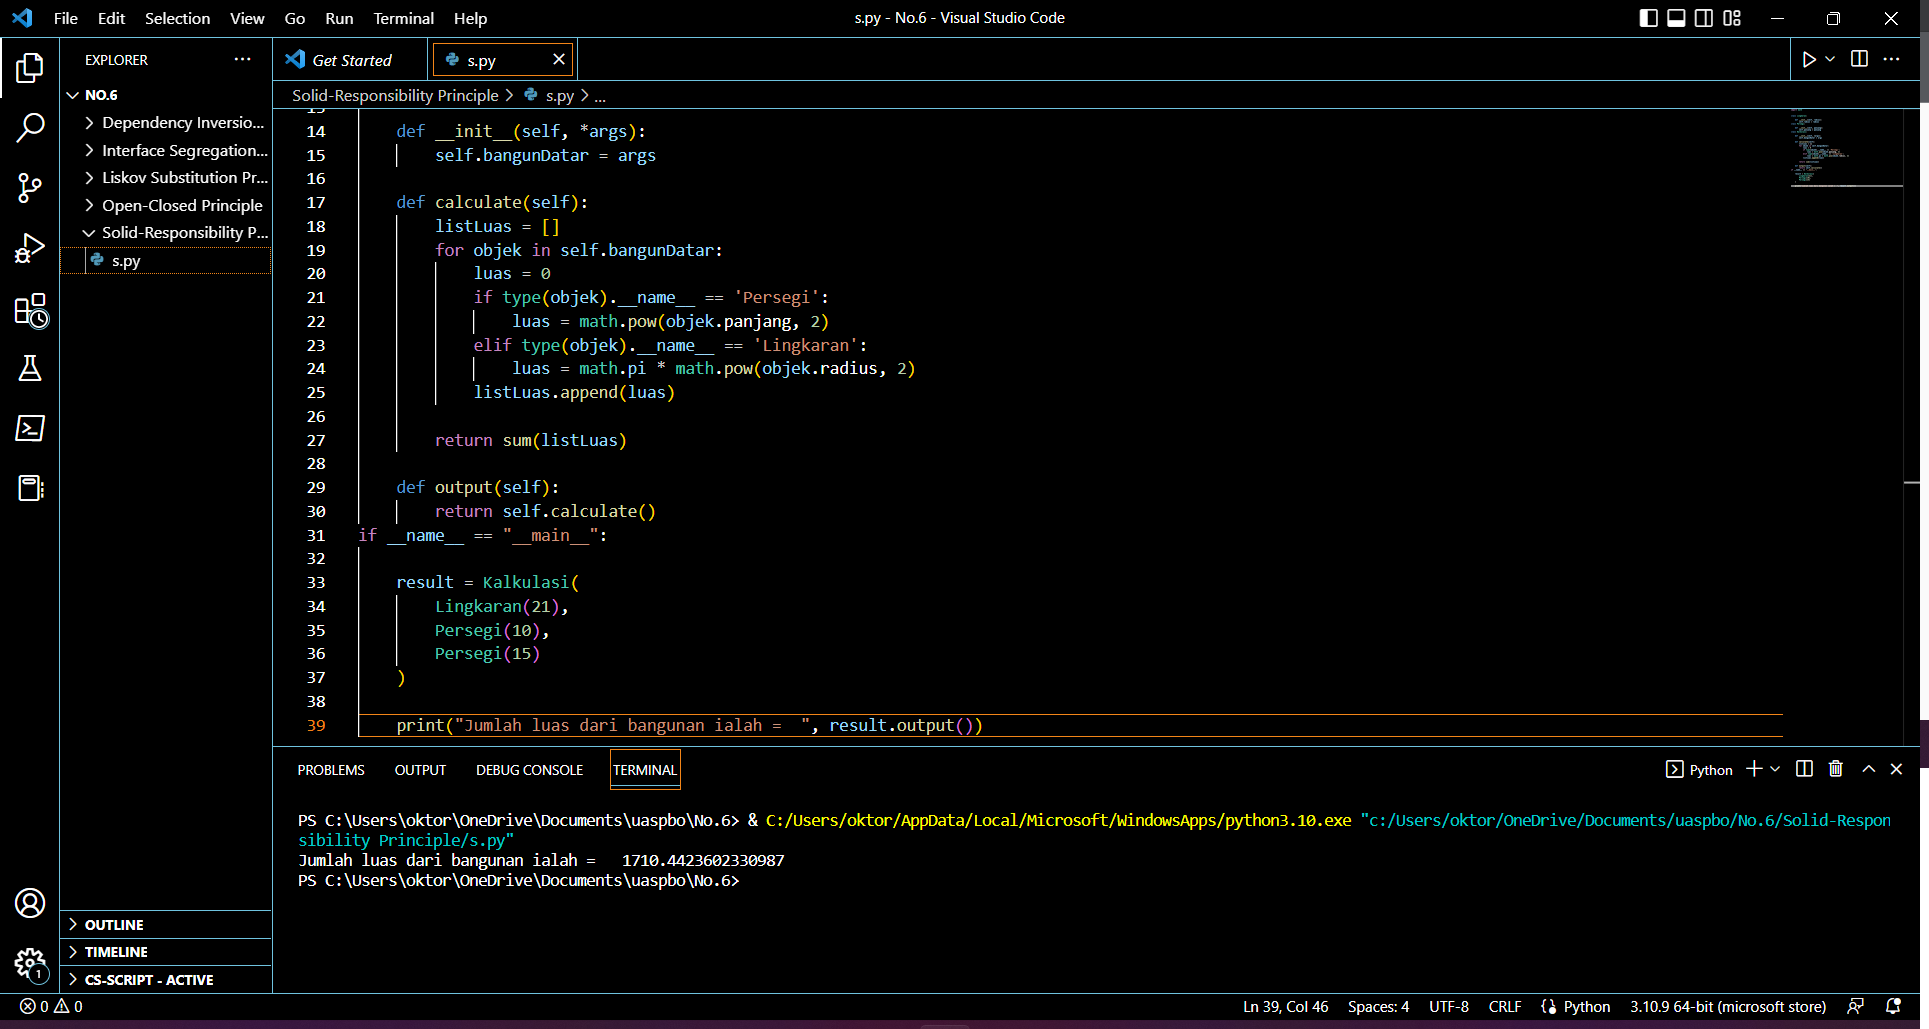 File Edit Selection View Go Run Terminal Help
s.py - No.6 - Visual Studio Code
EXPLORER
NO.6
Dependency Inversio...
Interface Segregation...
Liskov Substitution Pr...
Open-Closed Principle
Solid-Responsibility P...
s.py
OUTLINE
TIMELINE
CS-SCRIPT - ACTIVE
Get Started
s.py
Solid-Responsibility Principle > s.py > ...
14 def __init__(self, *args):
15 self.bangunDatar = args
16
17 def calculate(self):
18 listLuas = []
19 for objek in self.bangunDatar:
20 luas = 0
21 if type(objek).__name__ == 'Persegi':
22 luas = math.pow(objek.panjang, 2)
23 elif type(objek).__name__ == 'Lingkaran':
24 luas = math.pi * math.pow(objek.radius, 2)
25 listLuas.append(luas)
26
27 return sum(listLuas)
28
29 def output(self):
30 return self.calculate()
31 if __name__ == "__main__":
32
33 result = Kalkulasi(
34 Lingkaran(21),
35 Persegi(10),
36 Persegi(15)
37 )
38
39 print("Jumlah luas dari bangunan ialah =  ", result.output())
PROBLEMS OUTPUT DEBUG CONSOLE TERMINAL
Python
PS C:\Users\oktor\OneDrive\Documents\uaspbo\No.6> & C:/Users/oktor/AppData/Local/Microsoft/WindowsApps/python3.10.exe "c:/Users/oktor/OneDrive/Documents/uaspbo/No.6/Solid-Respon
sibility Principle/s.py"
Jumlah luas dari bangunan ialah =   1710.4423602330987
PS C:\Users\oktor\OneDrive\Documents\uaspbo\No.6>
1
0 0
Ln 39, Col 46 Spaces: 4 UTF-8 CRLF Python 3.10.9 64-bit (microsoft store)